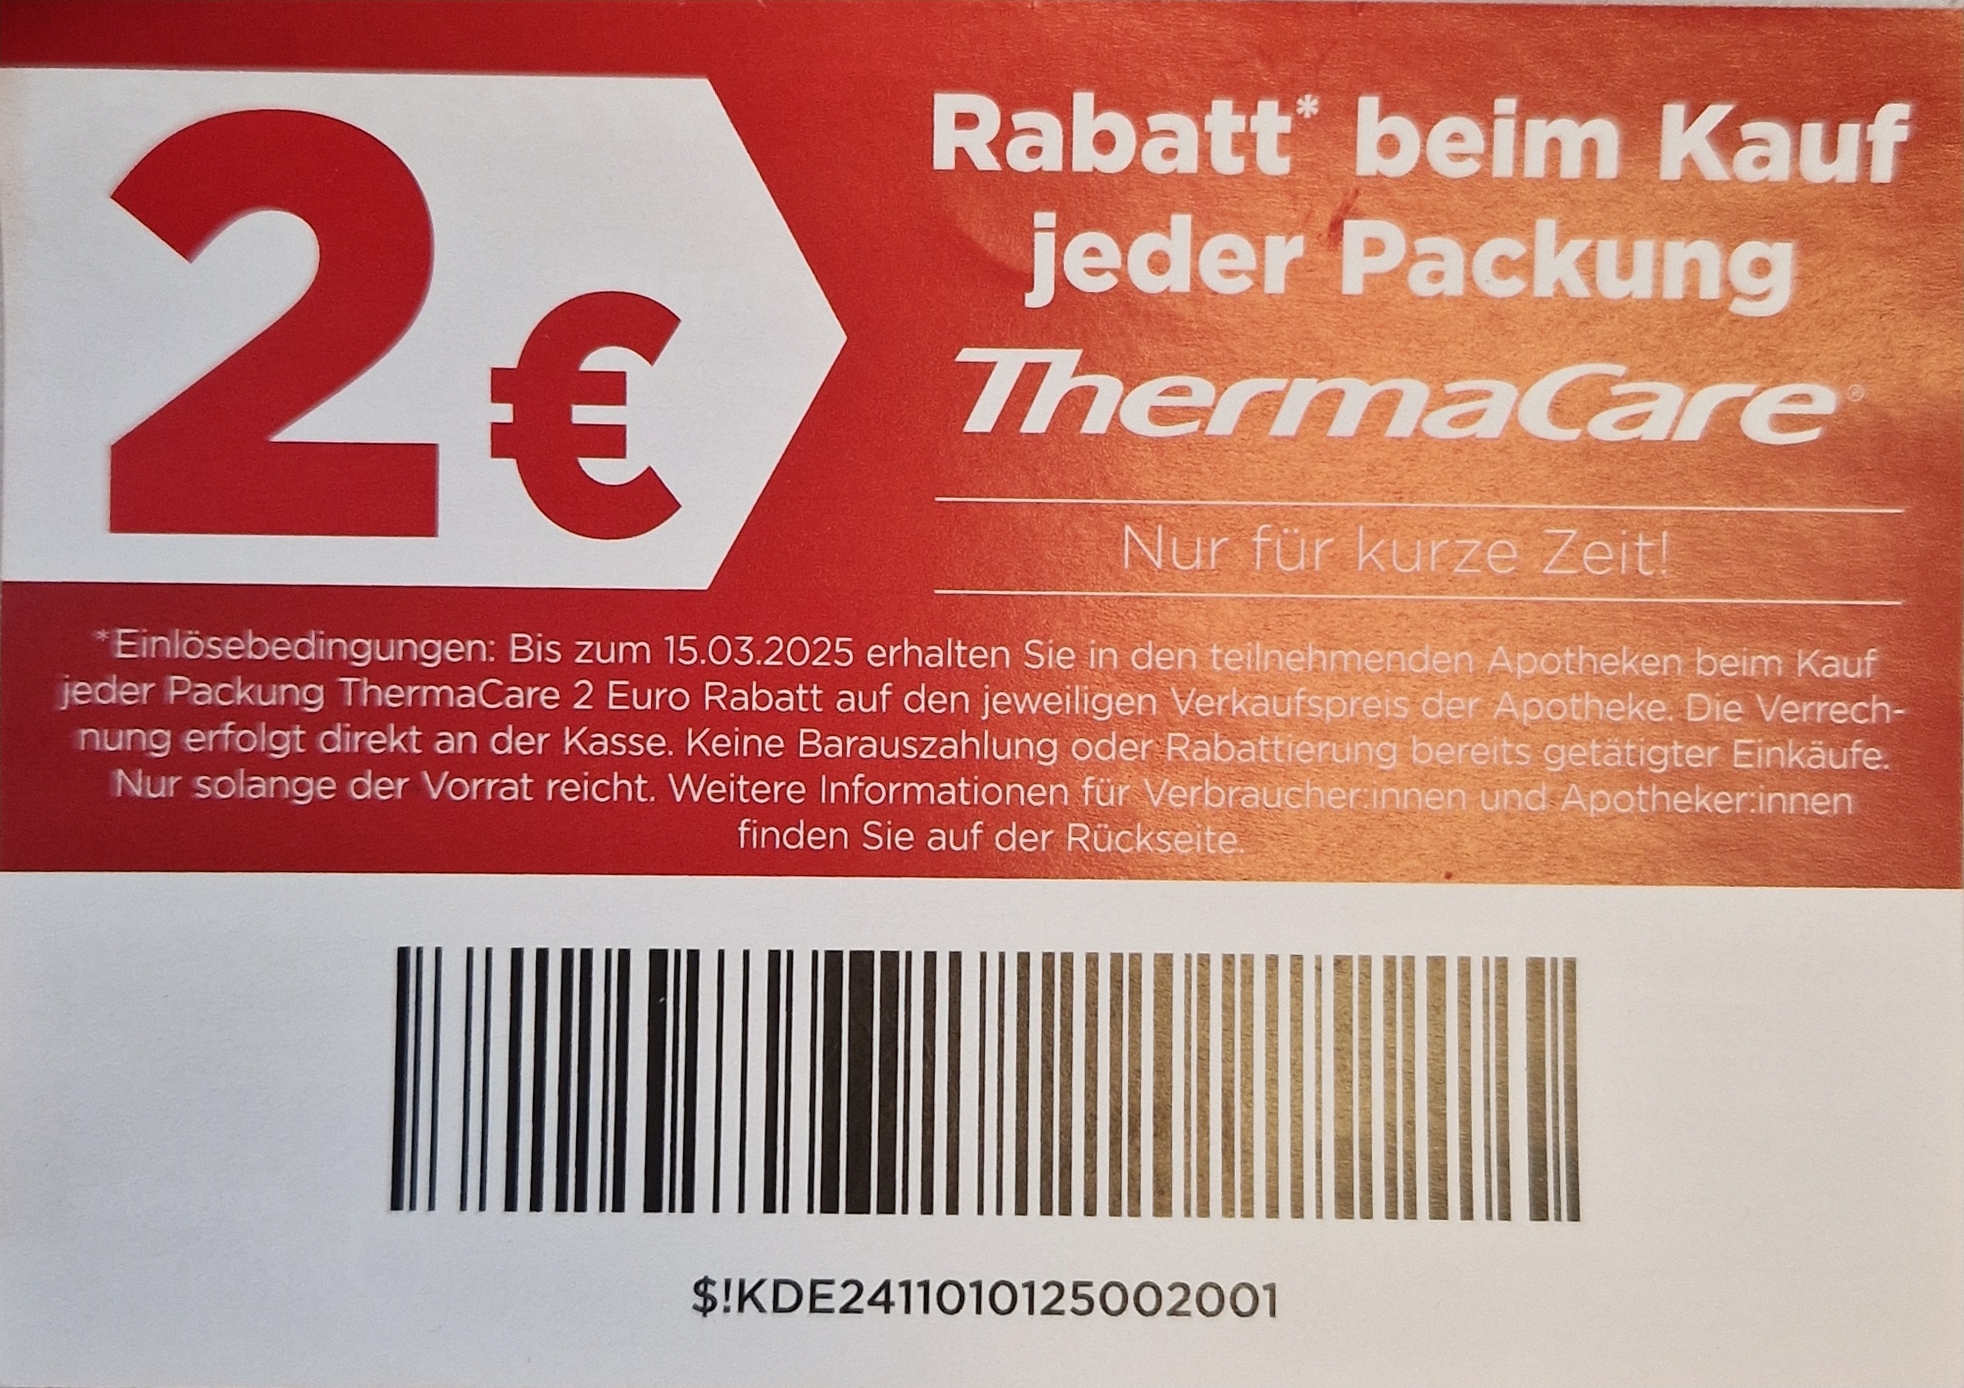 2€
Rabatt* beim Kauf
jeder Packung
ThermaCare®
Nur für kurze Zeit!
*Einlösebedingungen: Bis zum 15.03.2025 erhalten Sie in den teilnehmenden Apotheken beim Kauf
jeder Packung ThermaCare 2 Euro Rabatt auf den jeweiligen Verkaufspreis der Apotheke. Die Verrech-
nung erfolgt direkt an der Kasse. Keine Barauszahlung oder Rabattierung bereits getätigter Einkäufe.
Nur solange der Vorrat reicht. Weitere Informationen für Verbraucher:innen und Apotheker:innen
finden Sie auf der Rückseite.
$!KDE2411010125002001